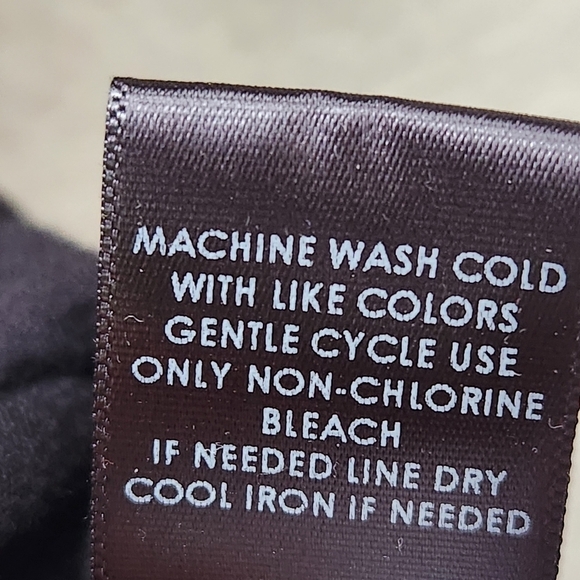 MACHINE WASH COLD
WITH LIKE COLORS
GENTLE CYCLE USE
ONLY NON-CHLORINE
BLEACH
IF NEEDED LINE DRY
COOL IRON IF NEEDED